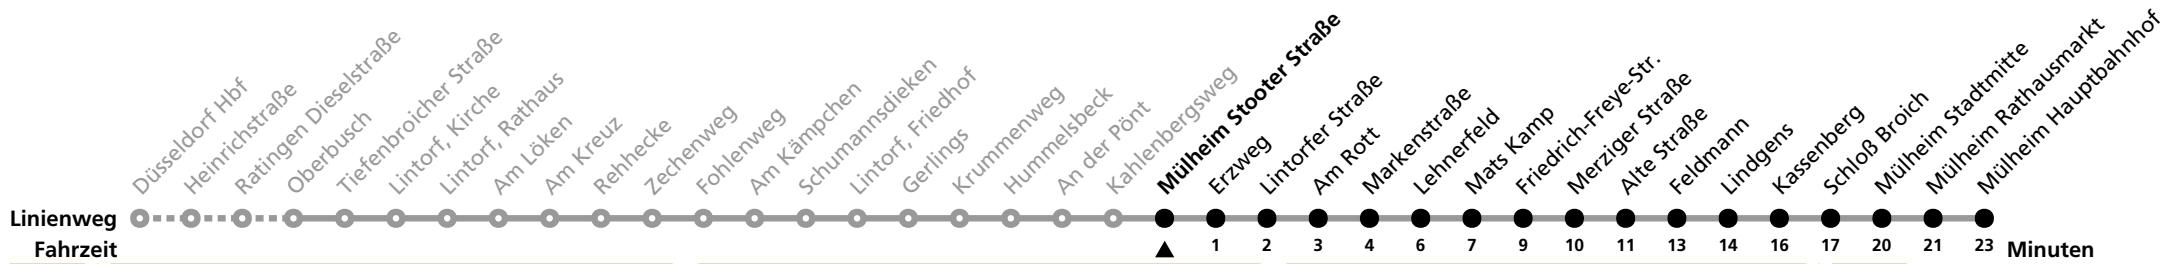 Düsseldorf Hbf
Heinrichstraße
Ratingen Dieselstraße
Oberbusch
Tiefenbroicher Straße
Lintorf, Kirche
Lintorf, Rathaus
Am Löken
Am Kreuz
Rehhecke
Zechenweg
Fohlenweg
Am Kämpchen
Schumannsdieken
Lintorf, Friedhof
Gerlings
Krummenweg
Hummelsbeck
An der Pönt
Kahlenbergsweg
Mülheim Stooter Straße
Erzweg
Lintorfer Straße
Am Rott
Markenstraße
Lehnerfeld
Mats Kamp
Friedrich-Freye-Str.
Merziger Straße
Alte Straße
Feldmann
Lindgens
Kassenberg
Schloß Broich
Mülheim Stadtmitte
Mülheim Rathausmarkt
Mülheim Hauptbahnhof
Linienweg
Fahrzeit 1 2 3 4 6 7 9 10 11 13 14 16 17 20 21 23 Minuten